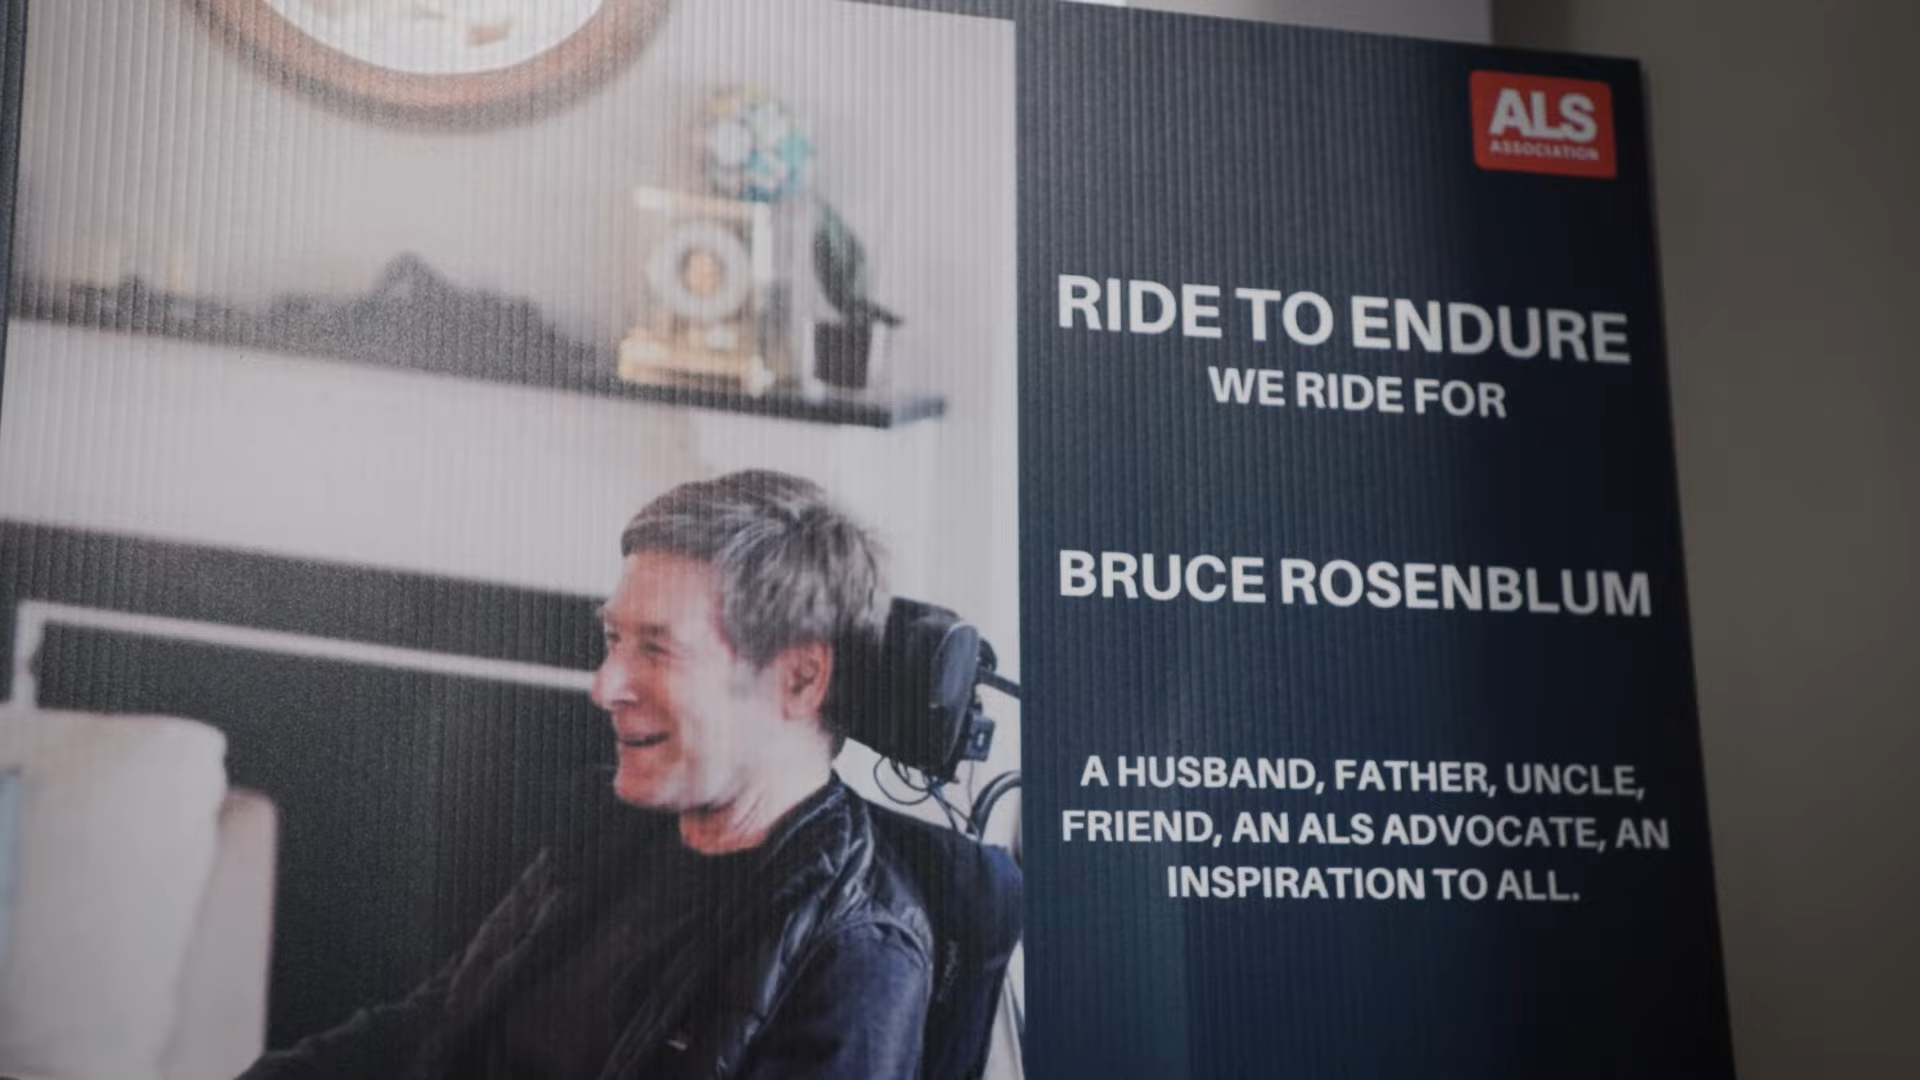 ALS
ASSOCIATION
RIDE TO ENDURE
WE RIDE FOR
BRUCE ROSENBLUM
A HUSBAND, FATHER, UNCLE,
FRIEND, AN ALS ADVOCATE, AN
INSPIRATION TO ALL.